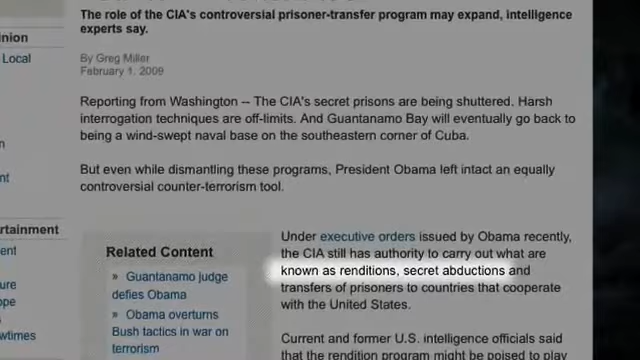 The role of the CIA's controversial prisoner-transfer program may expand, intelligence
experts say.
By Greg Miller
February 1, 2009
Reporting from Washington -- The CIA's secret prisons are being shuttered. Harsh
interrogation techniques are off-limits. And Guantanamo Bay will eventually go back to
being a wind-swept naval base on the southeastern corner of Cuba.
But even while dismantling these programs, President Obama left intact an equally
controversial counter-terrorism tool.
Under executive orders issued by Obama recently,
the CIA still has authority to carry out what are
known as renditions, secret abductions and
transfers of prisoners to countries that cooperate
with the United States.
Current and former U.S. intelligence officials said
that the rendition program might be poised to play
Related Content
» Guantanamo judge
defies Obama
» Obama overturns
Bush tactics in war on
terrorism
Local